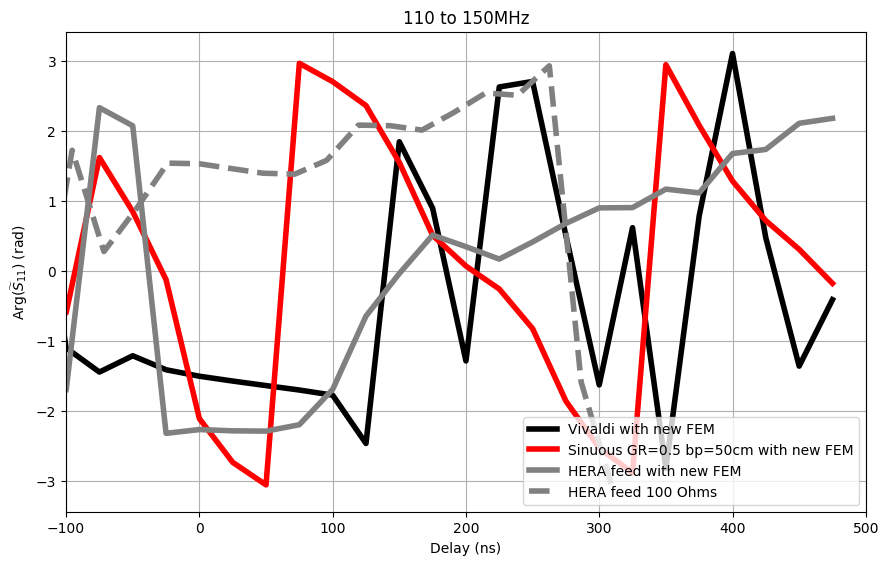 110 to 150MHz
3
2
1
0
−1
−2
−3
Arg(S̃₁₁) (rad)
Vivaldi with new FEM
Sinuous GR=0.5 bp=50cm with new FEM
HERA feed with new FEM
HERA feed 100 Ohms
−100 0 100 200 300 400 500
Delay (ns)